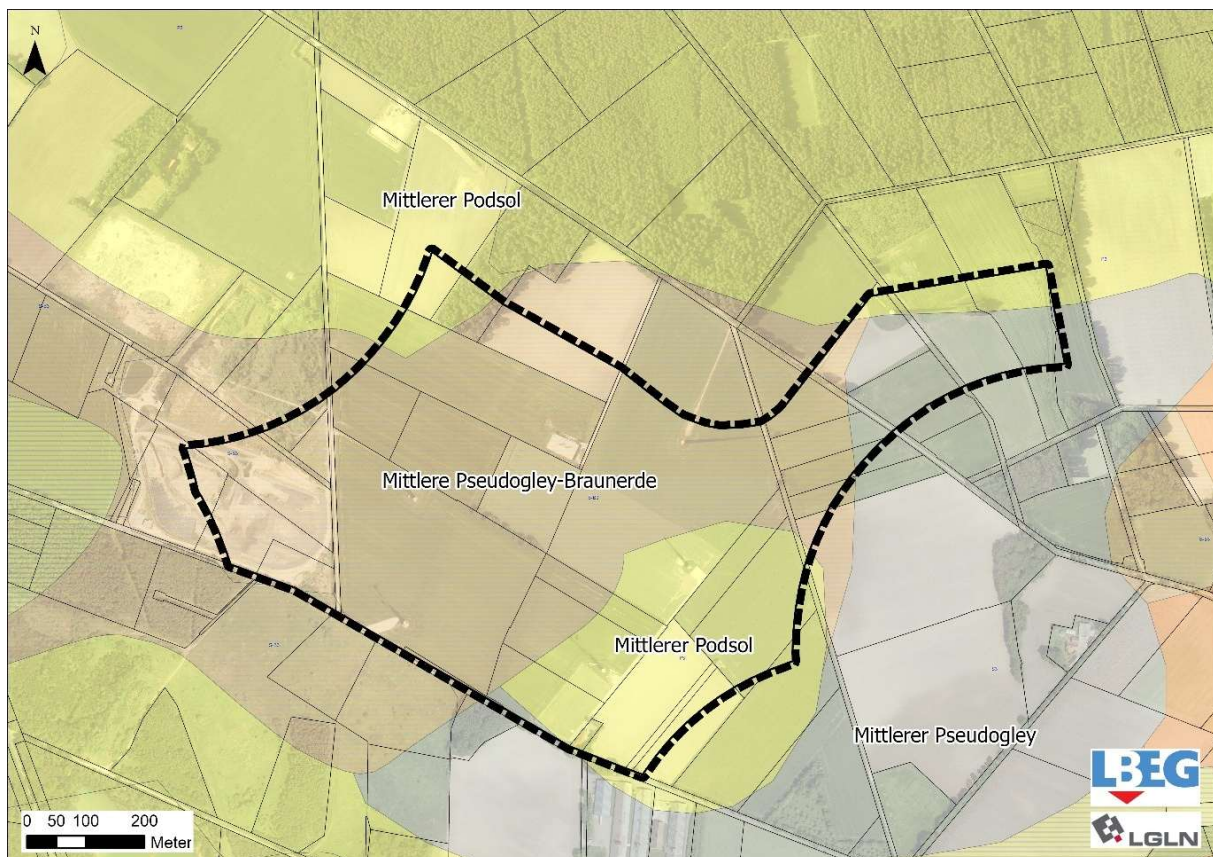 N
Mittlerer Podsol
Mittlere Pseudogley-Braunerde
Mittlerer Podsol
Mittlerer Pseudogley
LBEG
LGLN
0 50 100 200
Meter